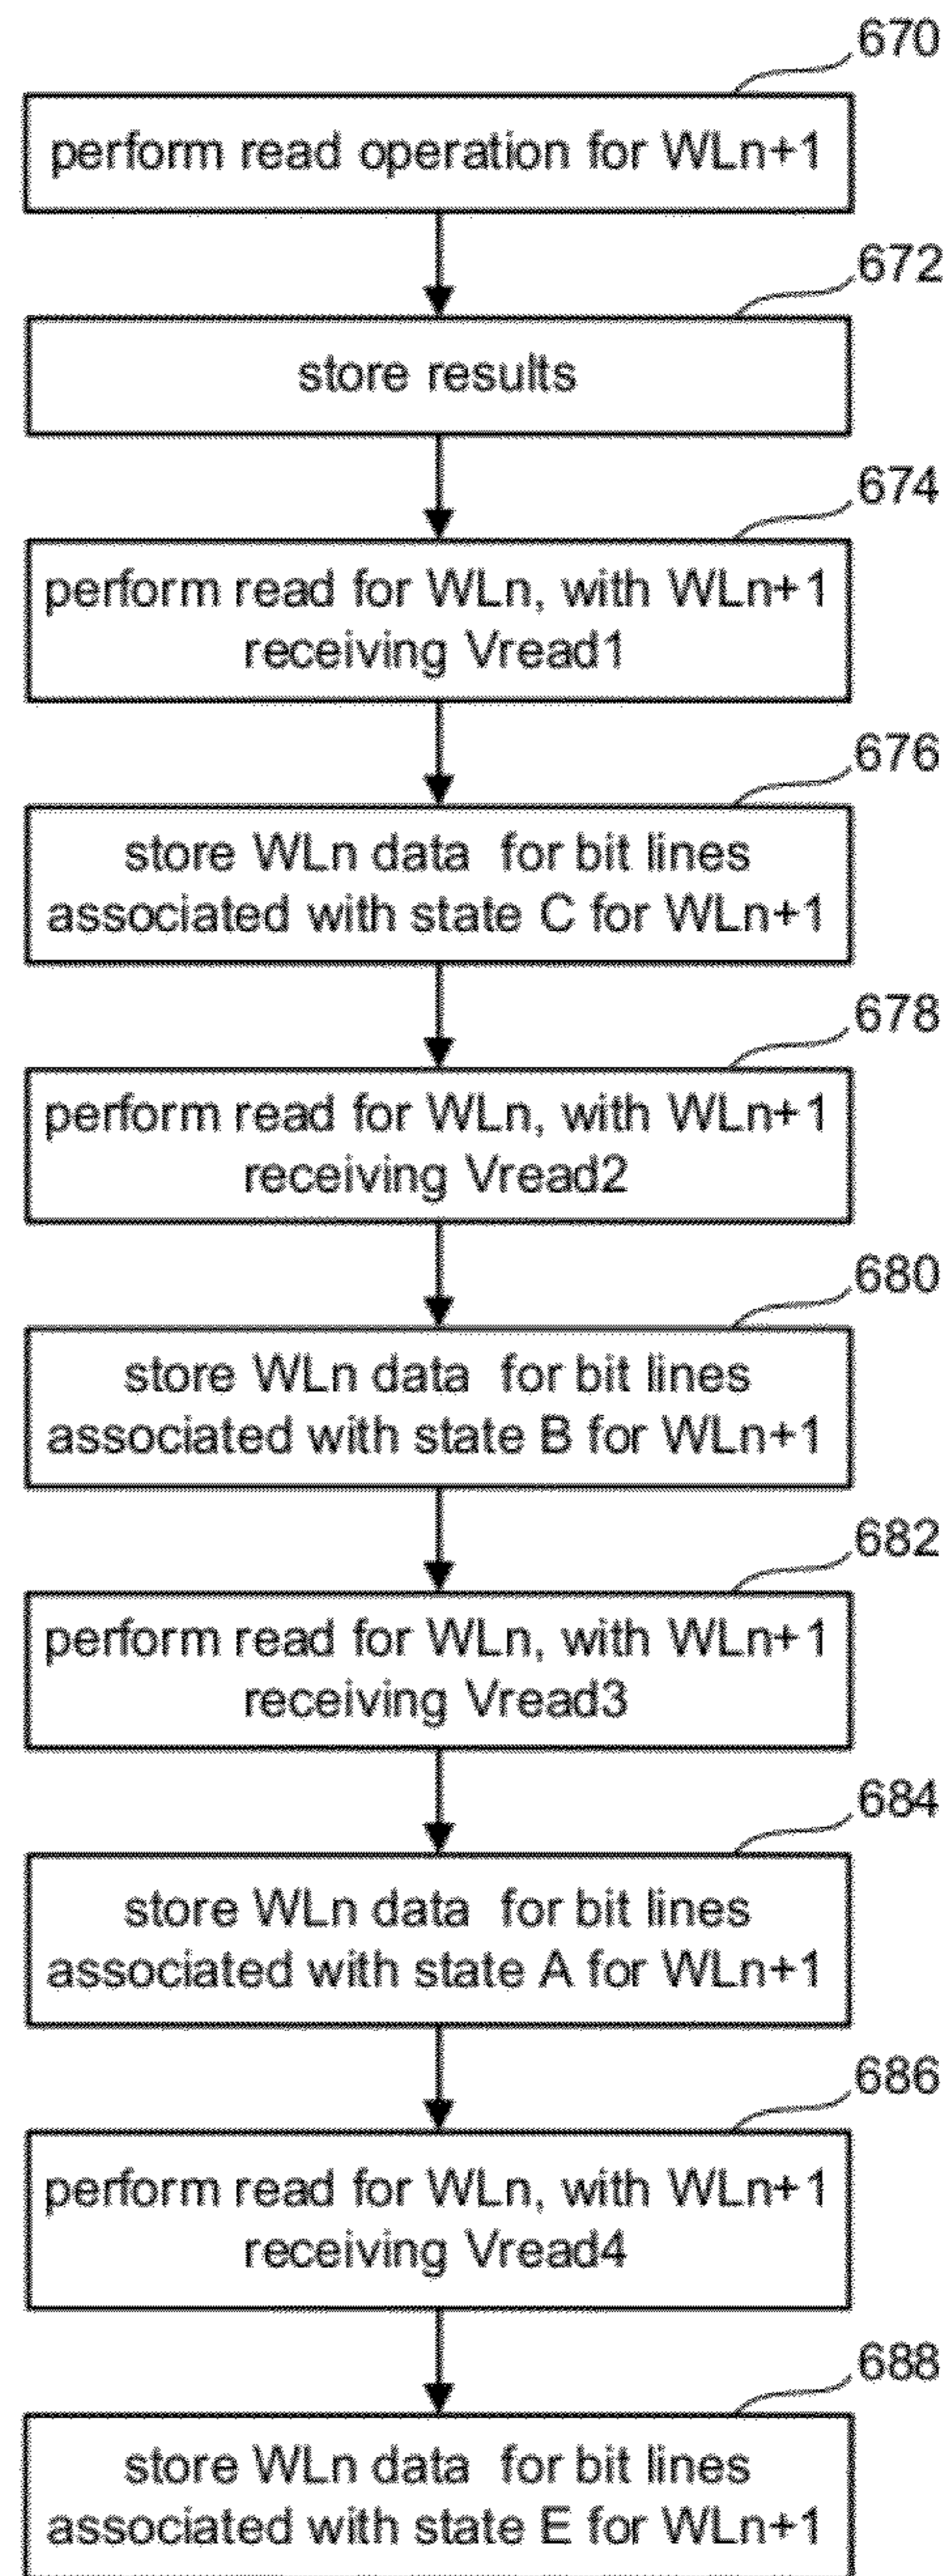 670
perform read operation for WLn+1
672
store results
674
perform read for WLn, with WLn+1
receiving Vread1
676
store WLn data for bit lines
associated with state C for WLn+1
678
perform read for WLn, with WLn+1
receiving Vread2
680
store WLn data for bit lines
associated with state B for WLn+1
682
perform read for WLn, with WLn+1
receiving Vread3
684
store WLn data for bit lines
associated with state A for WLn+1
686
perform read for WLn, with WLn+1
receiving Vread4
688
store WLn data for bit lines
associated with state E for WLn+1